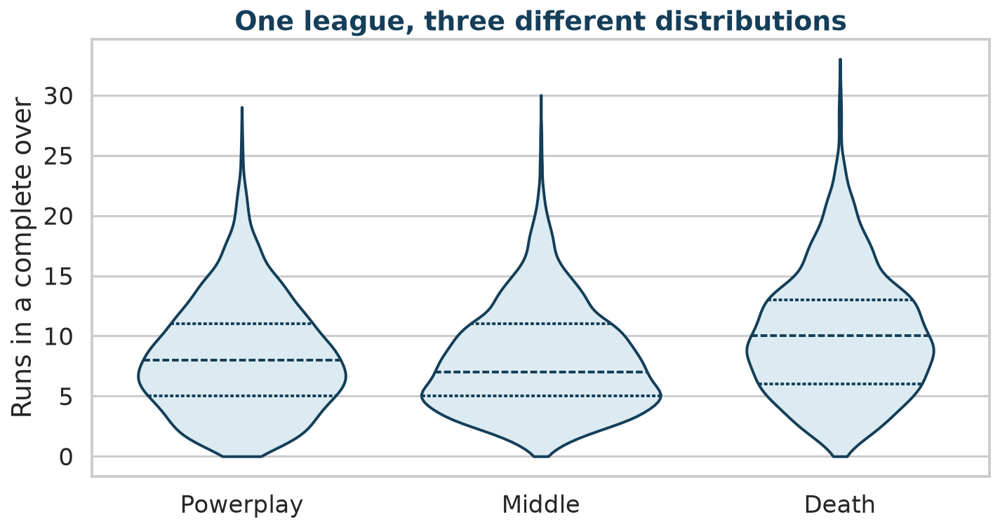 One league, three different distributions
Runs in a complete over
30
25
20
15
10
5
0
Powerplay
Middle
Death